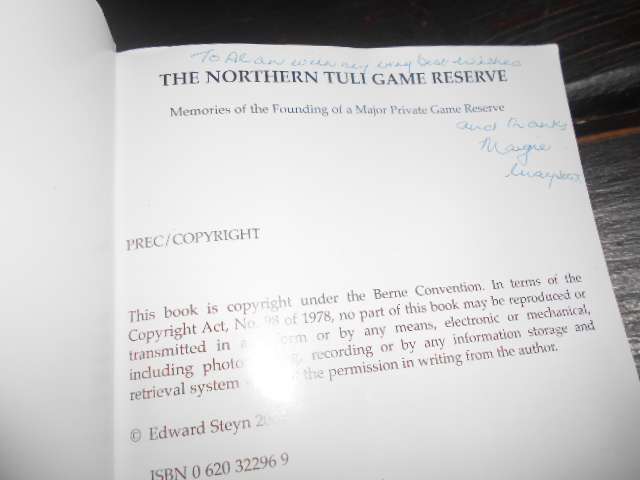 To Alan with my very best wishes
THE NORTHERN TULI GAME RESERVE
Memories of the Founding of a Major Private Game Reserve
and thanks
PREC/COPYRIGHT
This book is copyright under the Berne Convention. In terms of the
Copyright Act, No. 98 of 1978, no part of this book may be reproduced or
transmitted in any form or by any means, electronic or mechanical,
including recording or by any information storage and
retrieval system the permission in writing from the author.
© Edward Steyn
ISBN 0 620 32296 9